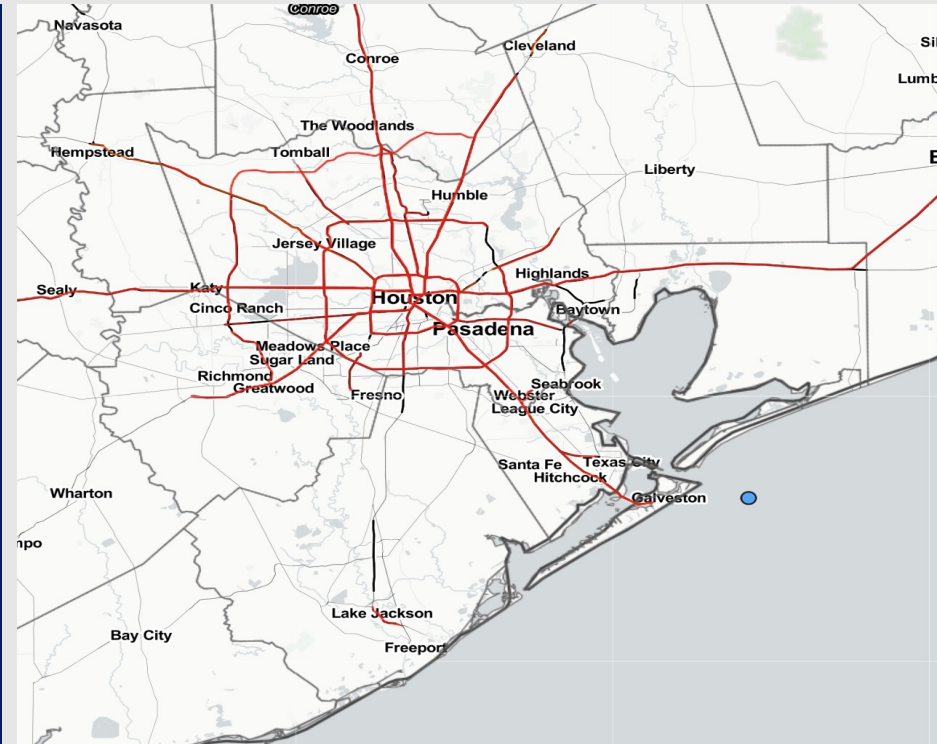 Conroe
Navasota
Cleveland
Sil
Conroe
Lumb
The Woodlands
Hempstead
Tomball
E
Liberty
Humble
Jersey Village
Highlands
Sealy
Katy
Houston
Cinco Ranch
Baytown
Pasadena
Meadows Place
Sugar Land
Richmond
Greatwood
Seabrook
Fresno
Webster
League City
Santa Fe
Texas City
Hitchcock
Wharton
Galveston
npo
Lake Jackson
Bay City
Freeport